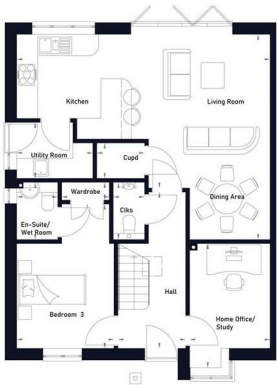 Kitchen
Living Room
Utility Room
Cupd
Wardrobe
Clks
Dining Area
En-Suite/
Wet Room
Hall
Bedroom 3
Home Office/
Study